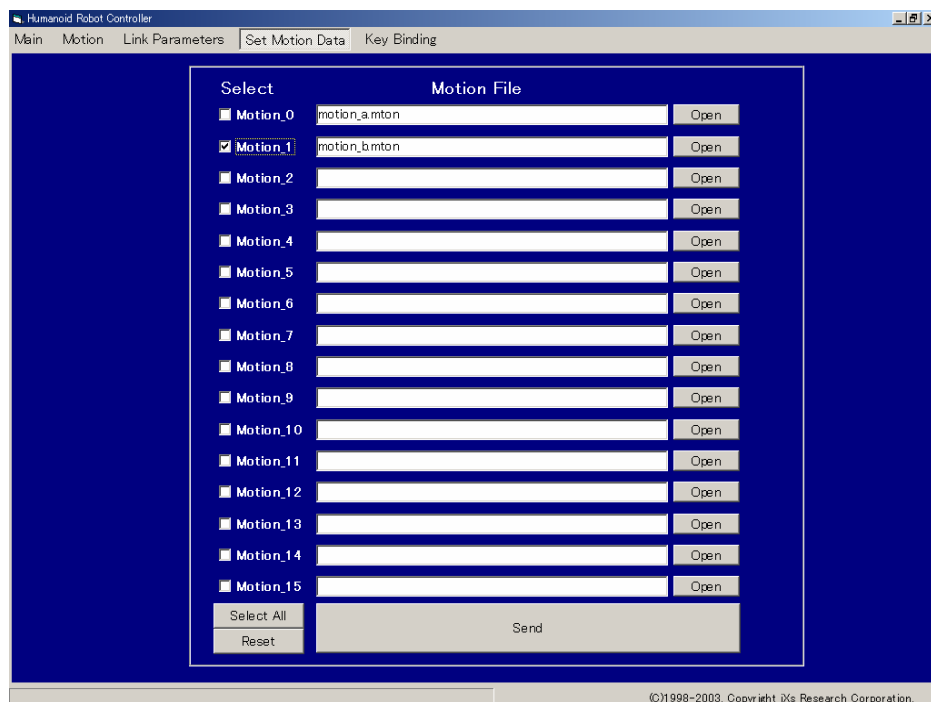 Humanoid Robot Controller
Main Motion Link Parameters Set Motion Data Key Binding
Select Motion File
Motion_0 motion_a.mton Open
Motion_1 motion_b.mton Open
Motion_2 Open
Motion_3 Open
Motion_4 Open
Motion_5 Open
Motion_6 Open
Motion_7 Open
Motion_8 Open
Motion_9 Open
Motion_10 Open
Motion_11 Open
Motion_12 Open
Motion_13 Open
Motion_14 Open
Motion_15 Open
Select All
Send
Reset
(C)1998-2003. Copyright iXs Research Corporation.